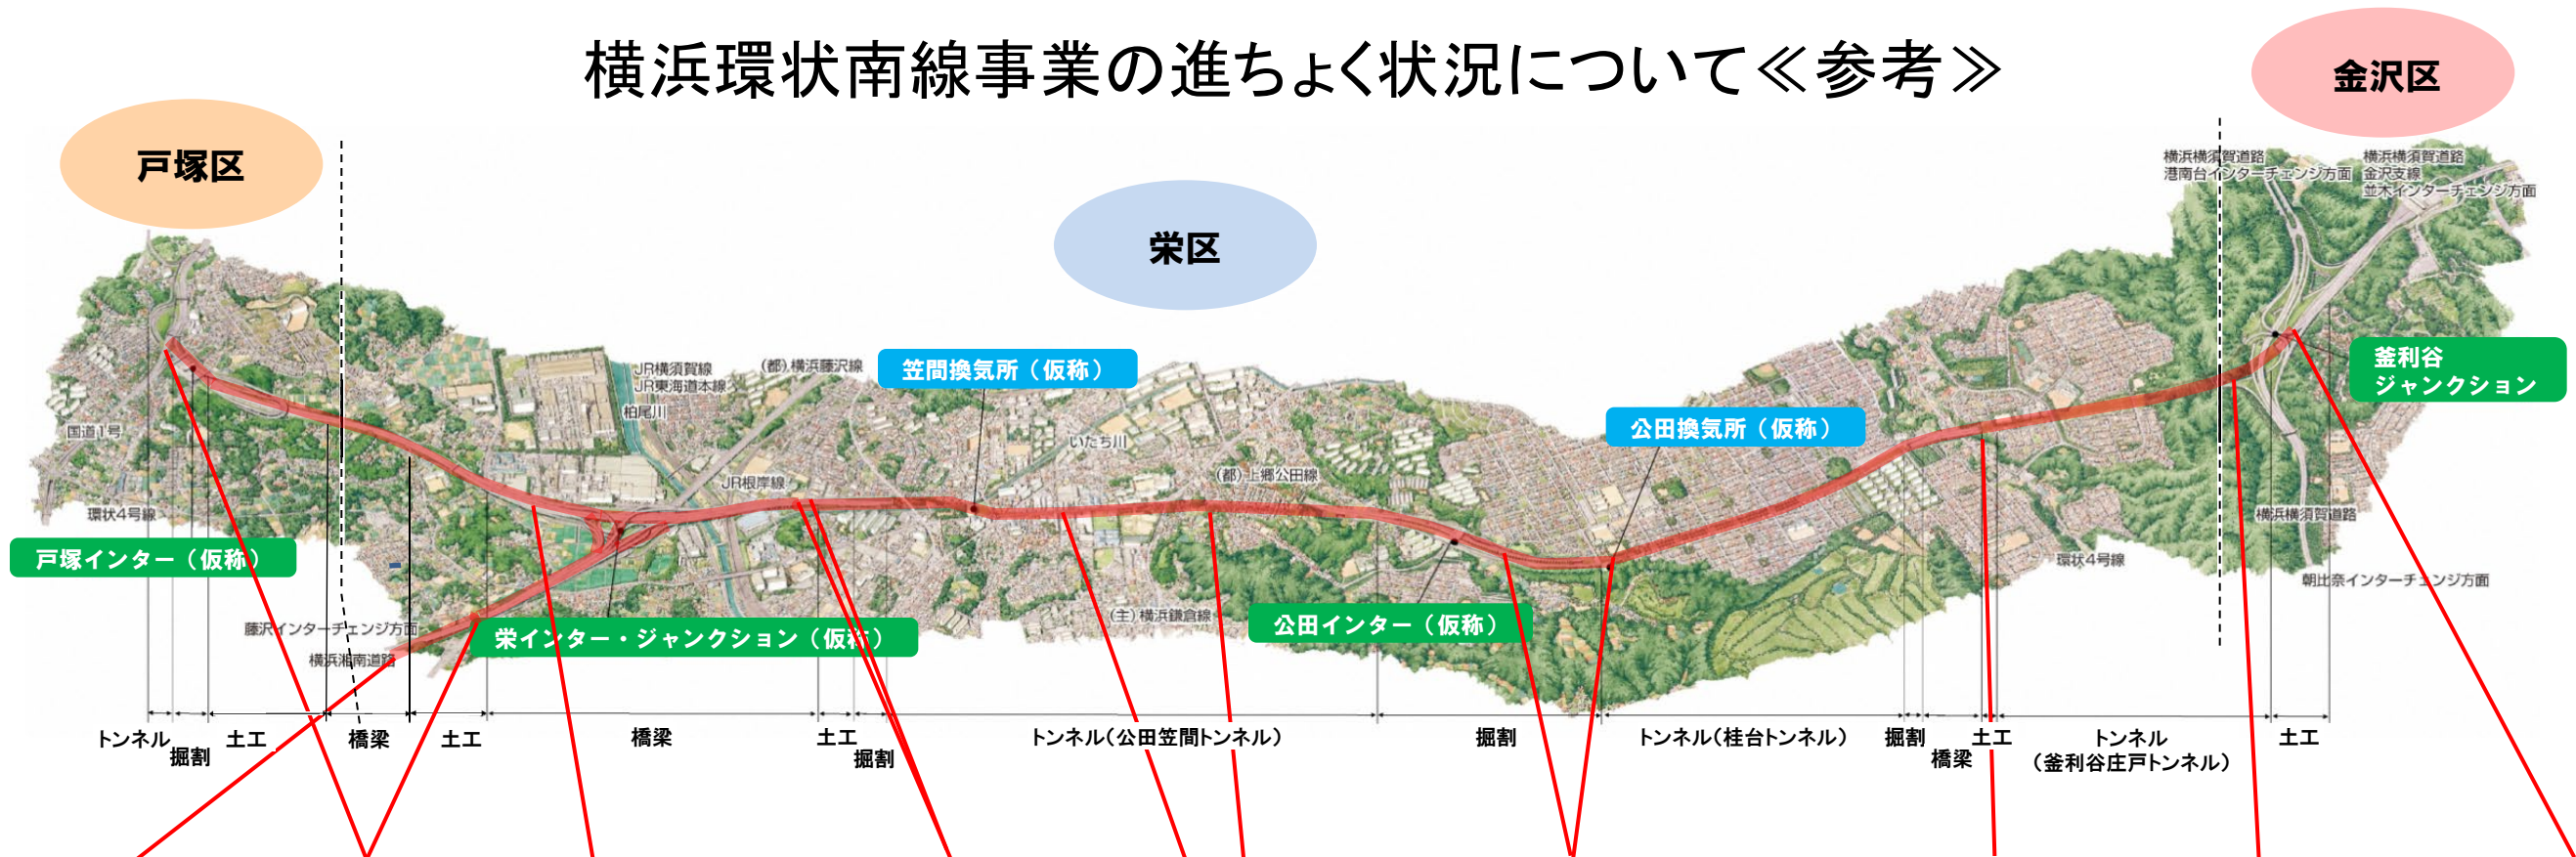 横浜環状南線事業の進ちょく状況について≪参考≫
金沢区
戸塚区
栄区
横浜横須賀道路
港南台インターチェンジ方面
横浜横須賀道路
金沢支線
並木インターチェンジ方面
釜利谷
ジャンクション
JR横須賀線
JR東海道本線
(都)横浜藤沢線
笠間換気所（仮称）
柏尾川
国道1号
いたち川
公田換気所（仮称）
JR根岸線
(都)上郷公田線
環状4号線
横浜横須賀道路
戸塚インター（仮称）
環状4号線
朝比奈インターチェンジ方面
藤沢インターチェンジ方面
栄インター・ジャンクション（仮称）
(主)横浜鎌倉線
公田インター（仮称）
横浜湘南道路
トンネル
掘割
土工
橋梁
土工
橋梁
土工
掘割
トンネル(公田笠間トンネル)
掘割
トンネル(桂台トンネル)
掘割
橋梁
土工
トンネル
(釜利谷庄戸トンネル)
土工